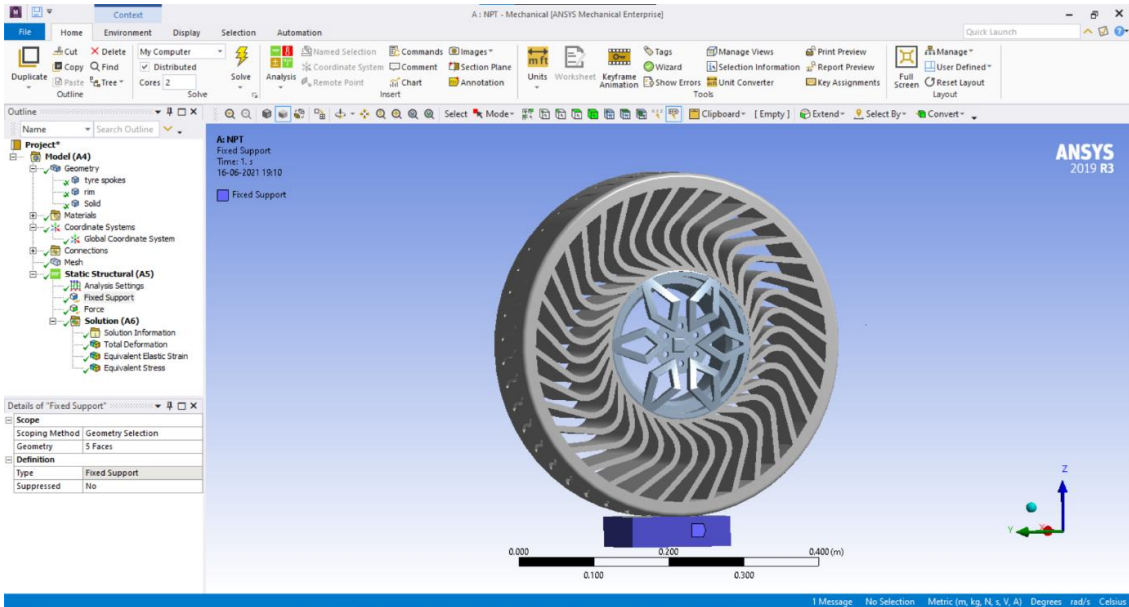 Context
A : NPT - Mechanical [ANSYS Mechanical Enterprise]
File Home Environment Display Selection Automation
Quick Launch
Duplicate
Cut
Copy
Paste
Delete
Find
Tree
Outline
My Computer
Distributed
Cores 2
Solve
Solve
Analysis
Named Selection
Coordinate System
Remote Point
Commands
Comment
Chart
Images
Section Plane
Annotation
Insert
Units
Worksheet
Keyframe
Animation
Tags
Wizard
Show Errors
Manage Views
Selection Information
Unit Converter
Print Preview
Report Preview
Key Assignments
Tools
Full
Screen
Manage
User Defined
Reset Layout
Layout
Outline
Name
Search Outline
Select Mode
Clipboard [ Empty ] Extend Select By Convert
Project*
Model (A4)
Geometry
tyre spokes
rim
Solid
Materials
Coordinate Systems
Global Coordinate System
Connections
Mesh
Static Structural (A5)
Analysis Settings
Fixed Support
Force
Solution (A6)
Solution Information
Total Deformation
Equivalent Elastic Strain
Equivalent Stress
Details of "Fixed Support"
Scope
Scoping Method Geometry Selection
Geometry 5 Faces
Definition
Type Fixed Support
Suppressed No
A: NPT
Fixed Support
Time: 1. s
16-06-2021 19:10
Fixed Support
ANSYS
2019 R3
Z
Y
X
0.000 0.200 0.400 (m)
0.100 0.300
1 Message No Selection Metric (m, kg, N, s, V, A) Degrees rad/s Celsius